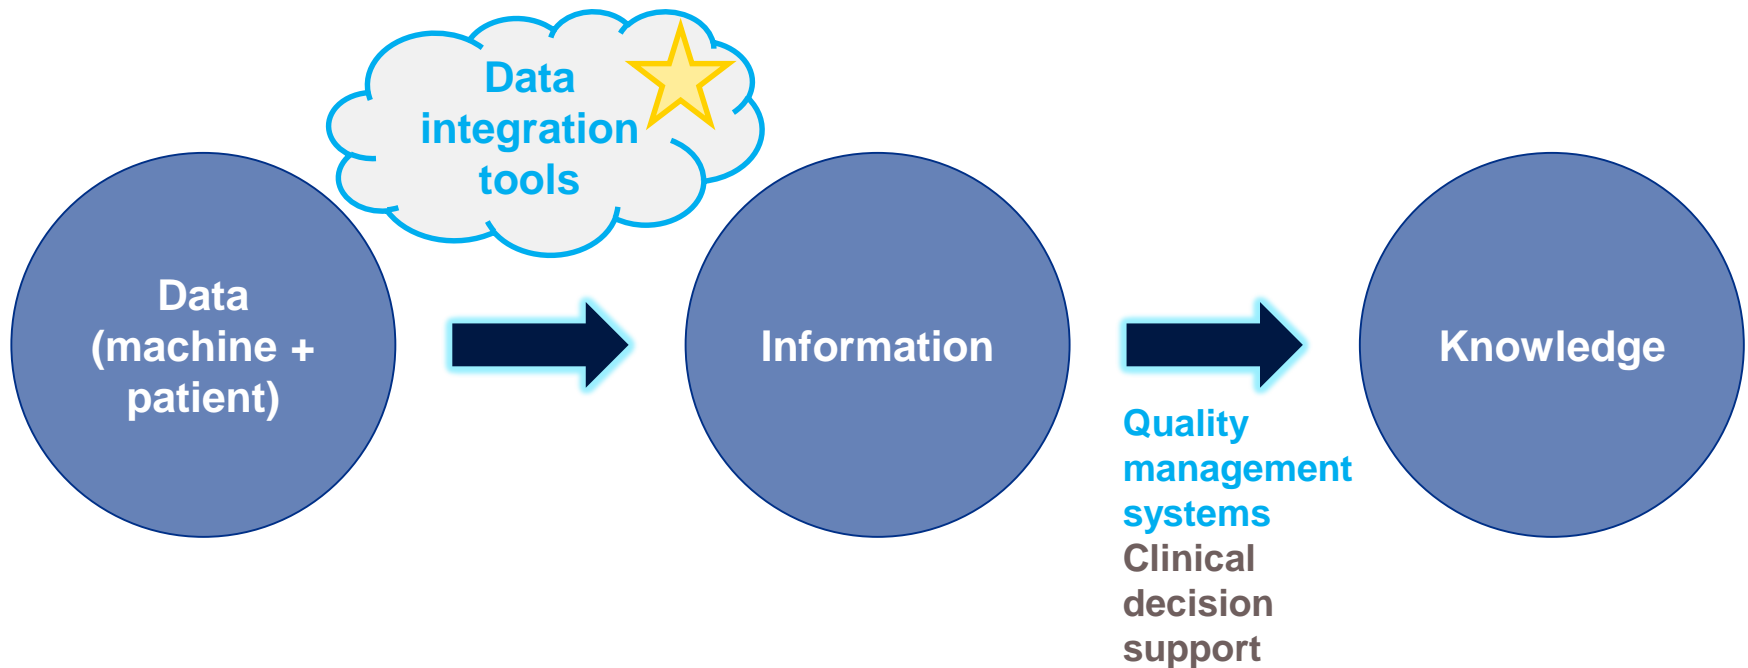 Data
integration
tools
Data
(machine +
patient)
Information
Knowledge
Quality
management
systems
Clinical
decision
support